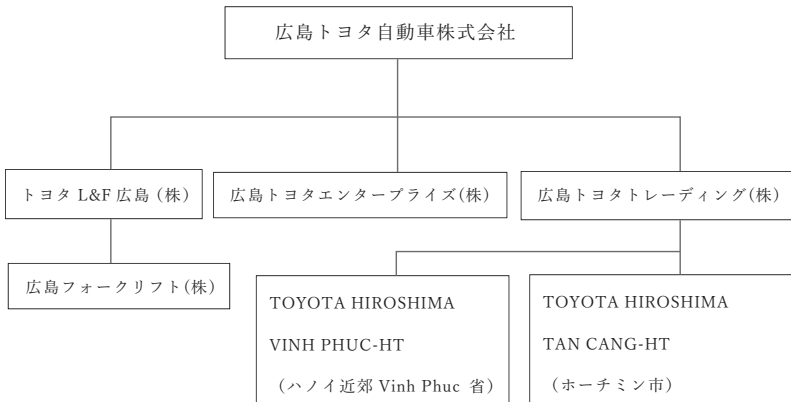 広島トヨタ自動車株式会社
トヨタ L&F 広島 (株)
広島トヨタエンタープライズ(株)
広島トヨタトレーディング(株)
広島フォークリフト(株)
TOYOTA HIROSHIMA
VINH PHUC-HT
（ハノイ近郊 Vinh Phuc 省）
TOYOTA HIROSHIMA
TAN CANG-HT
（ホーチミン市）